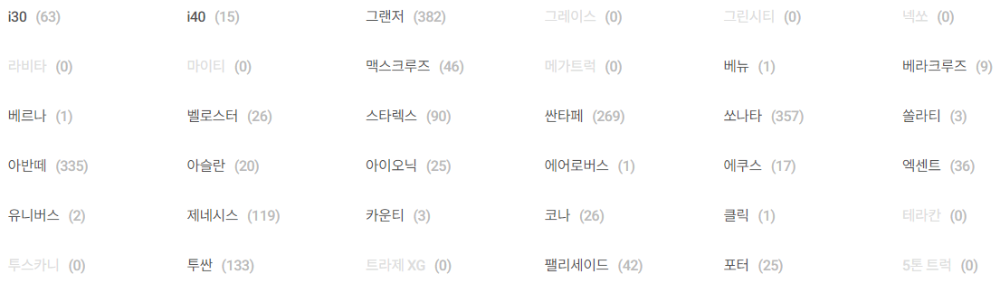 i30 (63) i40 (15) 그랜저 (382) 그레이스 (0) 그린시티 (0) 넥쏘 (0)
라비타 (0) 마이티 (0) 맥스크루즈 (46) 메가트럭 (0) 베뉴 (1) 베라크루즈 (9)
베르나 (1) 벨로스터 (26) 스타렉스 (90) 싼타페 (269) 쏘나타 (357) 쏠라티 (3)
아반떼 (335) 아슬란 (20) 아이오닉 (25) 에어로버스 (1) 에쿠스 (17) 엑센트 (36)
유니버스 (2) 제네시스 (119) 카운티 (3) 코나 (26) 클릭 (1) 테라칸 (0)
투스카니 (0) 투싼 (133) 트라제 XG (0) 팰리세이드 (42) 포터 (25) 5톤 트럭 (0)